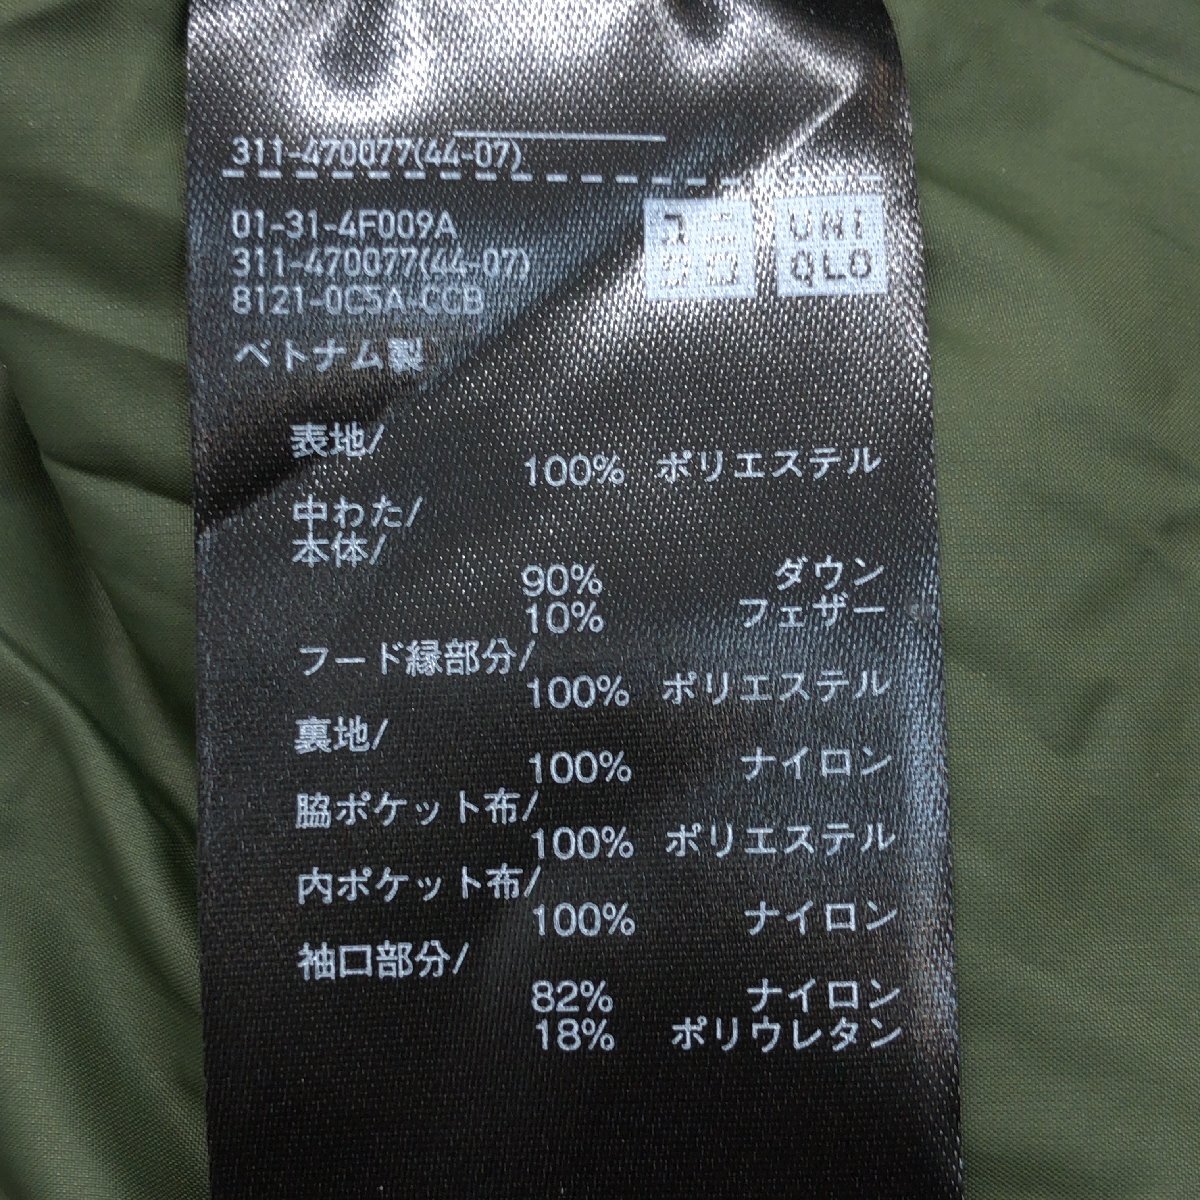 311-470077(44-07)
01-31-4F009A
311-470077(44-07)
8121-0C5A-CCB
ベトナム製
UNI
QLO
表地/
100% ポリエステル
中わた/
本体/
90% ダウン
10% フェザー
フード縁部分/
100% ポリエステル
裏地/
100% ナイロン
脇ポケット布/
100% ポリエステル
内ポケット布/
100% ナイロン
袖口部分/
82% ナイロン
18% ポリウレタン